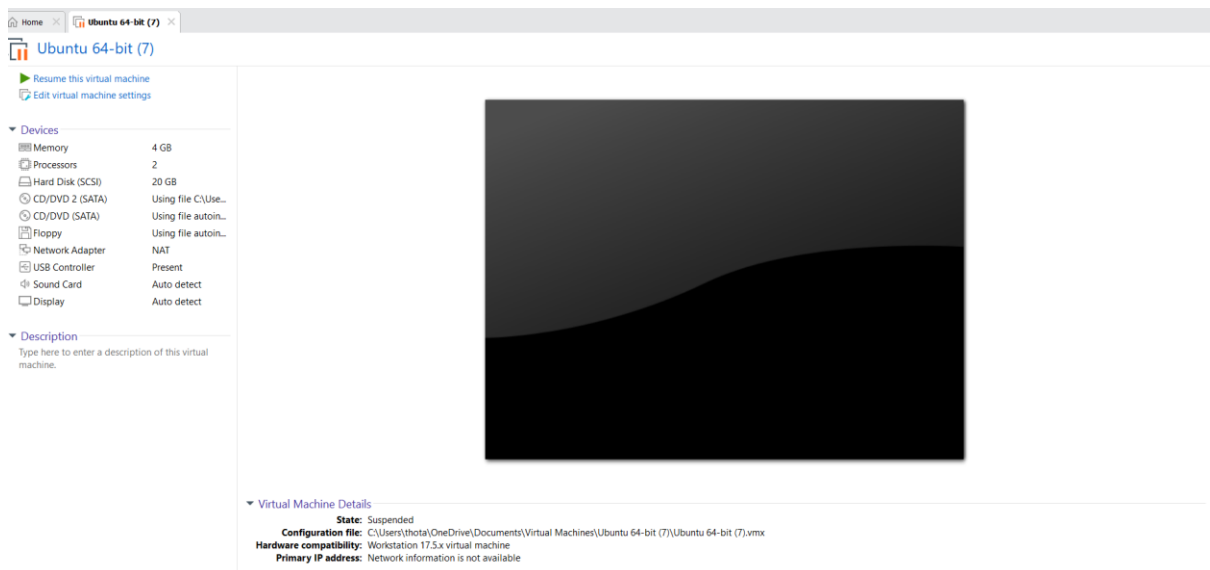 Home
Ubuntu 64-bit (7)
Ubuntu 64-bit (7)
Resume this virtual machine
Edit virtual machine settings
Devices
Memory 4 GB
Processors 2
Hard Disk (SCSI) 20 GB
CD/DVD 2 (SATA) Using file C:\Use...
CD/DVD (SATA) Using file autoin...
Floppy Using file autoin...
Network Adapter NAT
USB Controller Present
Sound Card Auto detect
Display Auto detect
Description
Type here to enter a description of this virtual
machine.
Virtual Machine Details
State: Suspended
Configuration file: C:\Users\thota\OneDrive\Documents\Virtual Machines\Ubuntu 64-bit (7)\Ubuntu 64-bit (7).vmx
Hardware compatibility: Workstation 17.5.x virtual machine
Primary IP address: Network information is not available